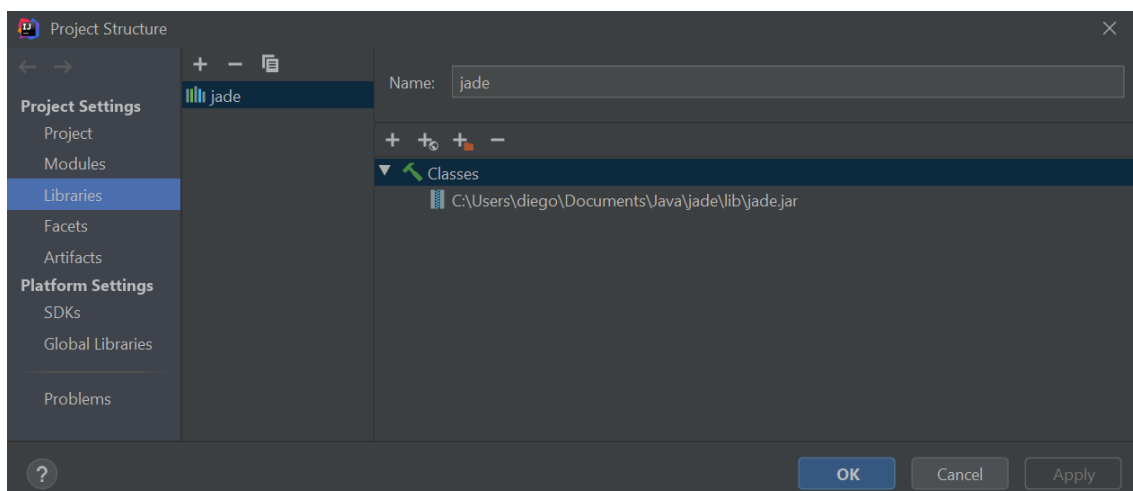 Project Structure
Project Settings
Project
Modules
Libraries
Facets
Artifacts
Platform Settings
SDKs
Global Libraries
Problems
jade
Name: jade
Classes
C:\Users\diego\Documents\Java\jade\lib\jade.jar
?
OK Cancel Apply